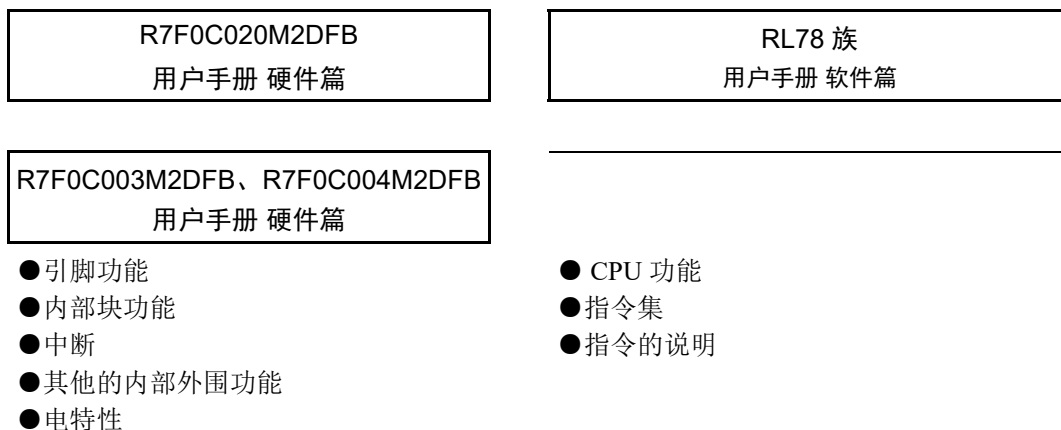 R7F0C020M2DFB
用户手册 硬件篇
RL78 族
用户手册 软件篇
R7F0C003M2DFB、R7F0C004M2DFB
用户手册 硬件篇
●引脚功能
●内部块功能
●中断
●其他的内部外围功能
●电特性
● CPU 功能
●指令集
●指令的说明